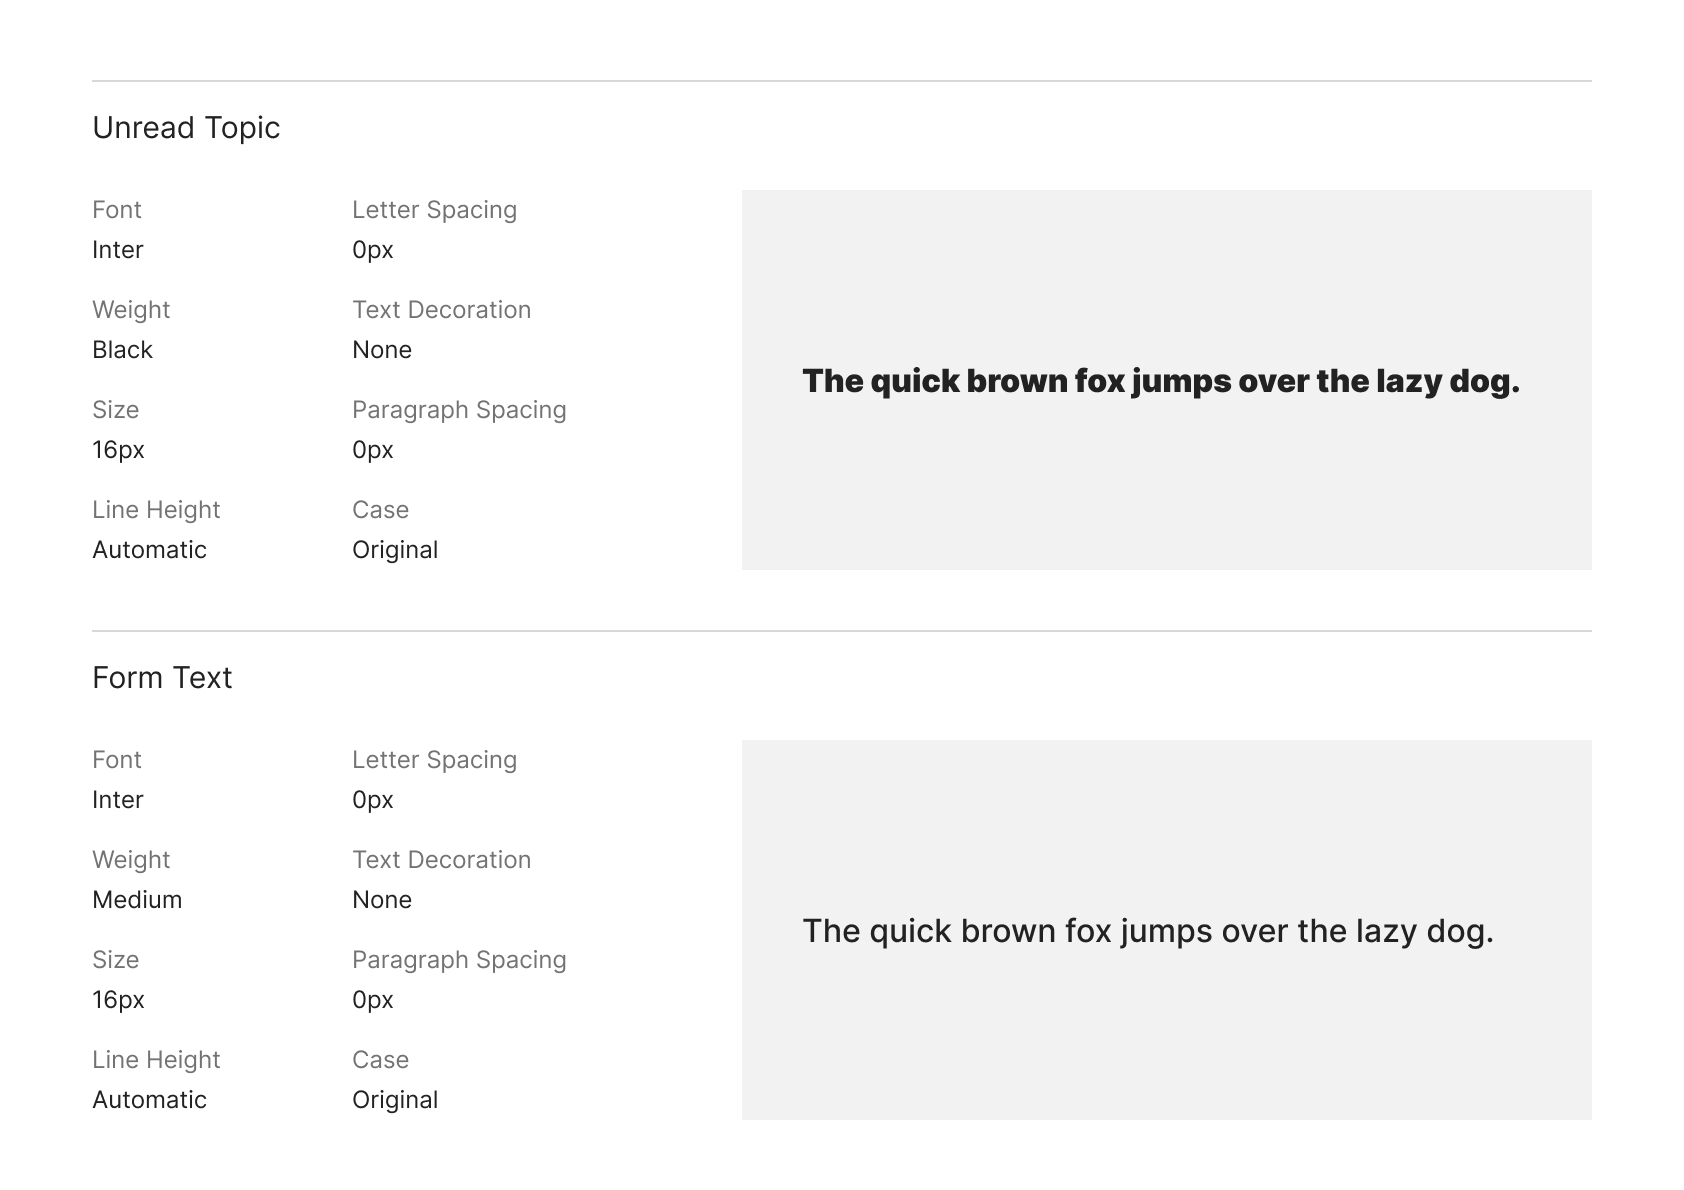 Unread Topic
Font
Inter
Weight
Black
Size
16px
Line Height
Automatic
Letter Spacing
0px
Text Decoration
None
Paragraph Spacing
0px
Case
Original
The quick brown fox jumps over the lazy dog.
Form Text
Font
Inter
Weight
Medium
Size
16px
Line Height
Automatic
Letter Spacing
0px
Text Decoration
None
Paragraph Spacing
0px
Case
Original
The quick brown fox jumps over the lazy dog.